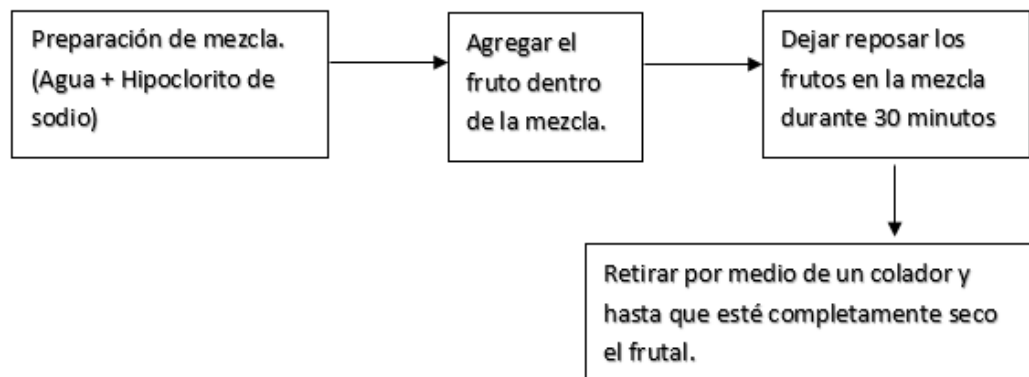 Preparación de mezcla.
(Agua + Hipoclorito de
sodio)
Agregar el
fruto dentro
de la mezcla.
Dejar reposar los
frutos en la mezcla
durante 30 minutos
Retirar por medio de un colador y
hasta que esté completamente seco
el frutal.